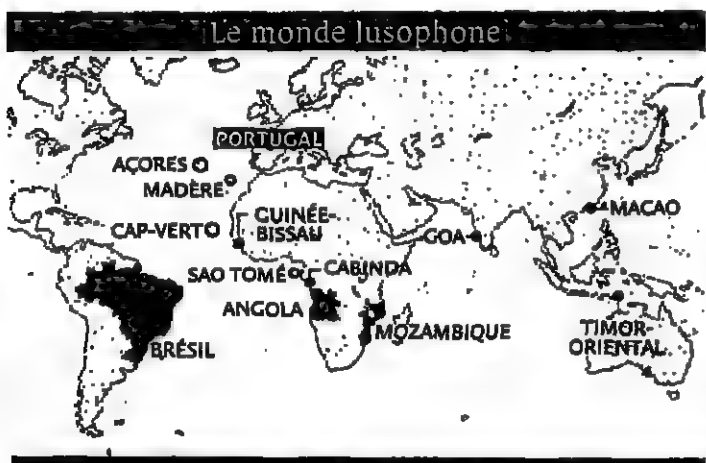 Le monde lusophone
PORTUGAL
AÇORES
MADÈRE
CAP-VERT
GUINÉE-
BISSAU
GOA
MACAO
SAO TOMÉ
CABINDA
ANGOLA
MOZAMBIQUE
TIMOR-
ORIENTAL
BRÉSIL